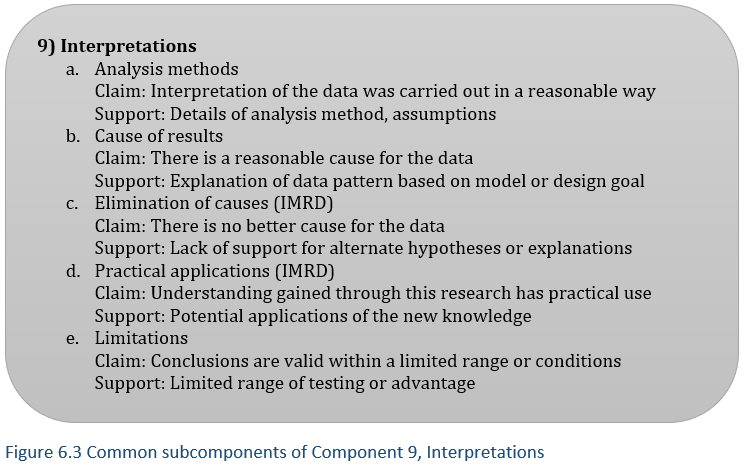 9) Interpretations
a. Analysis methods
Claim: Interpretation of the data was carried out in a reasonable way
Support: Details of analysis method, assumptions
b. Cause of results
Claim: There is a reasonable cause for the data
Support: Explanation of data pattern based on model or design goal
c. Elimination of causes (IMRD)
Claim: There is no better cause for the data
Support: Lack of support for alternate hypotheses or explanations
d. Practical applications (IMRD)
Claim: Understanding gained through this research has practical use
Support: Potential applications of the new knowledge
e. Limitations
Claim: Conclusions are valid within a limited range or conditions
Support: Limited range of testing or advantage
Figure 6.3 Common subcomponents of Component 9, Interpretations